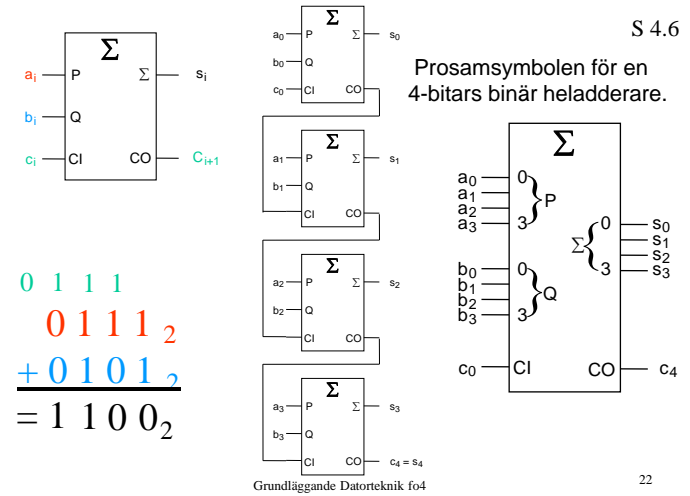 S 4.6
Σ
aᵢ P Σ sᵢ
bᵢ Q
cᵢ CI CO Cᵢ₊₁
0 1 1 1
0 1 1 1 ₂
+ 0 1 0 1 ₂
= 1 1 0 0₂
Σ
a₀ P Σ s₀
b₀ Q
c₀ CI CO
Σ
a₁ P Σ s₁
b₁ Q
CI CO
Σ
a₂ P Σ s₂
b₂ Q
CI CO
Σ
a₃ P Σ s₃
b₃ Q
CI CO c₄ = s₄
Prosamsymbolen för en
4-bitars binär heladderare.
Σ
a₀ 0
a₁
a₂ P
a₃ 3
Σ 0 s₀
s₁
s₂
3 s₃
b₀ 0
b₁
b₂ Q
b₃ 3
c₀ CI CO c₄
Grundläggande Datorteknik fo4
22